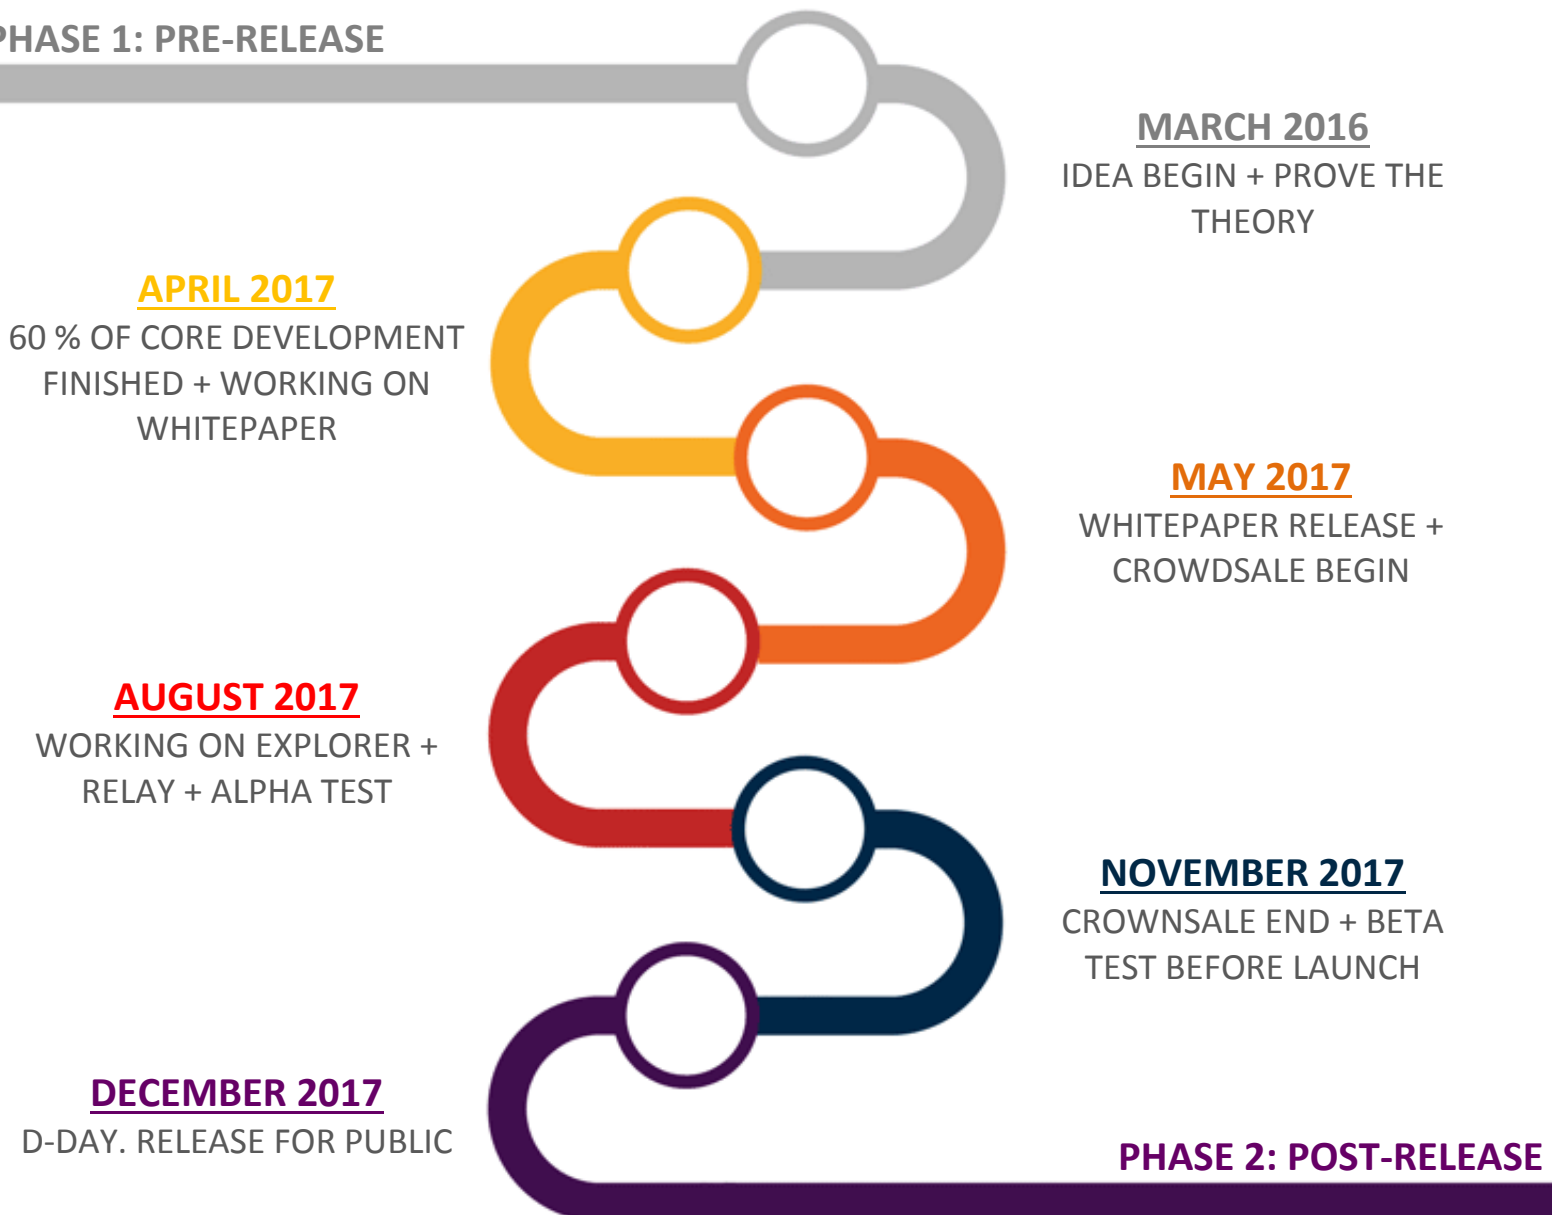 PHASE 1: PRE-RELEASE
MARCH 2016
IDEA BEGIN + PROVE THE
THEORY
APRIL 2017
60 % OF CORE DEVELOPMENT
FINISHED + WORKING ON
WHITEPAPER
MAY 2017
WHITEPAPER RELEASE +
CROWDSALE BEGIN
AUGUST 2017
WORKING ON EXPLORER +
RELAY + ALPHA TEST
NOVEMBER 2017
CROWNSALE END + BETA
TEST BEFORE LAUNCH
DECEMBER 2017
D-DAY. RELEASE FOR PUBLIC
PHASE 2: POST-RELEASE